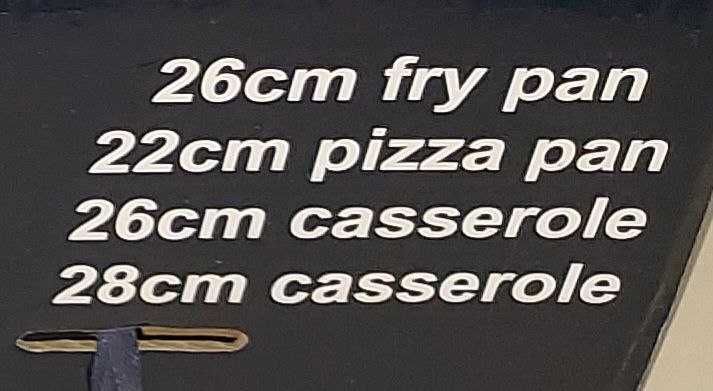 26cm fry pan
22cm pizza pan
26cm casserole
28cm casserole